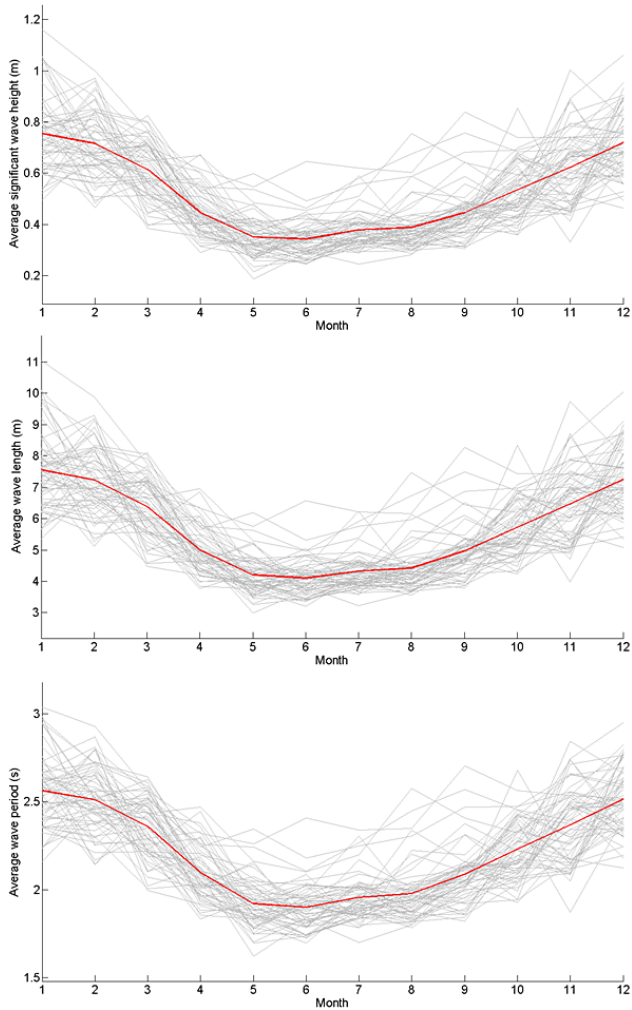 Average significant wave height (m)
1.2
1
0.8
0.6
0.4
0.2
1 2 3 4 5 6 7 8 9 10 11 12
Month
Average wave length (m)
11
10
9
8
7
6
5
4
3
1 2 3 4 5 6 7 8 9 10 11 12
Month
Average wave period (s)
3
2.5
2
1.5
1 2 3 4 5 6 7 8 9 10 11 12
Month